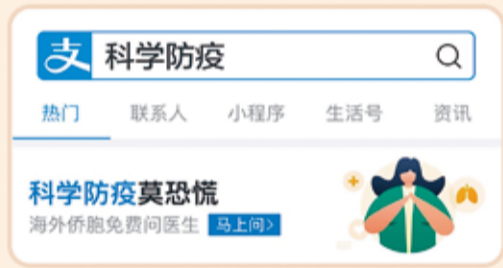 支 科学防疫
热门 联系人 小程序 生活号 资讯
科学防疫莫恐慌
海外侨胞免费问医生 马上问>